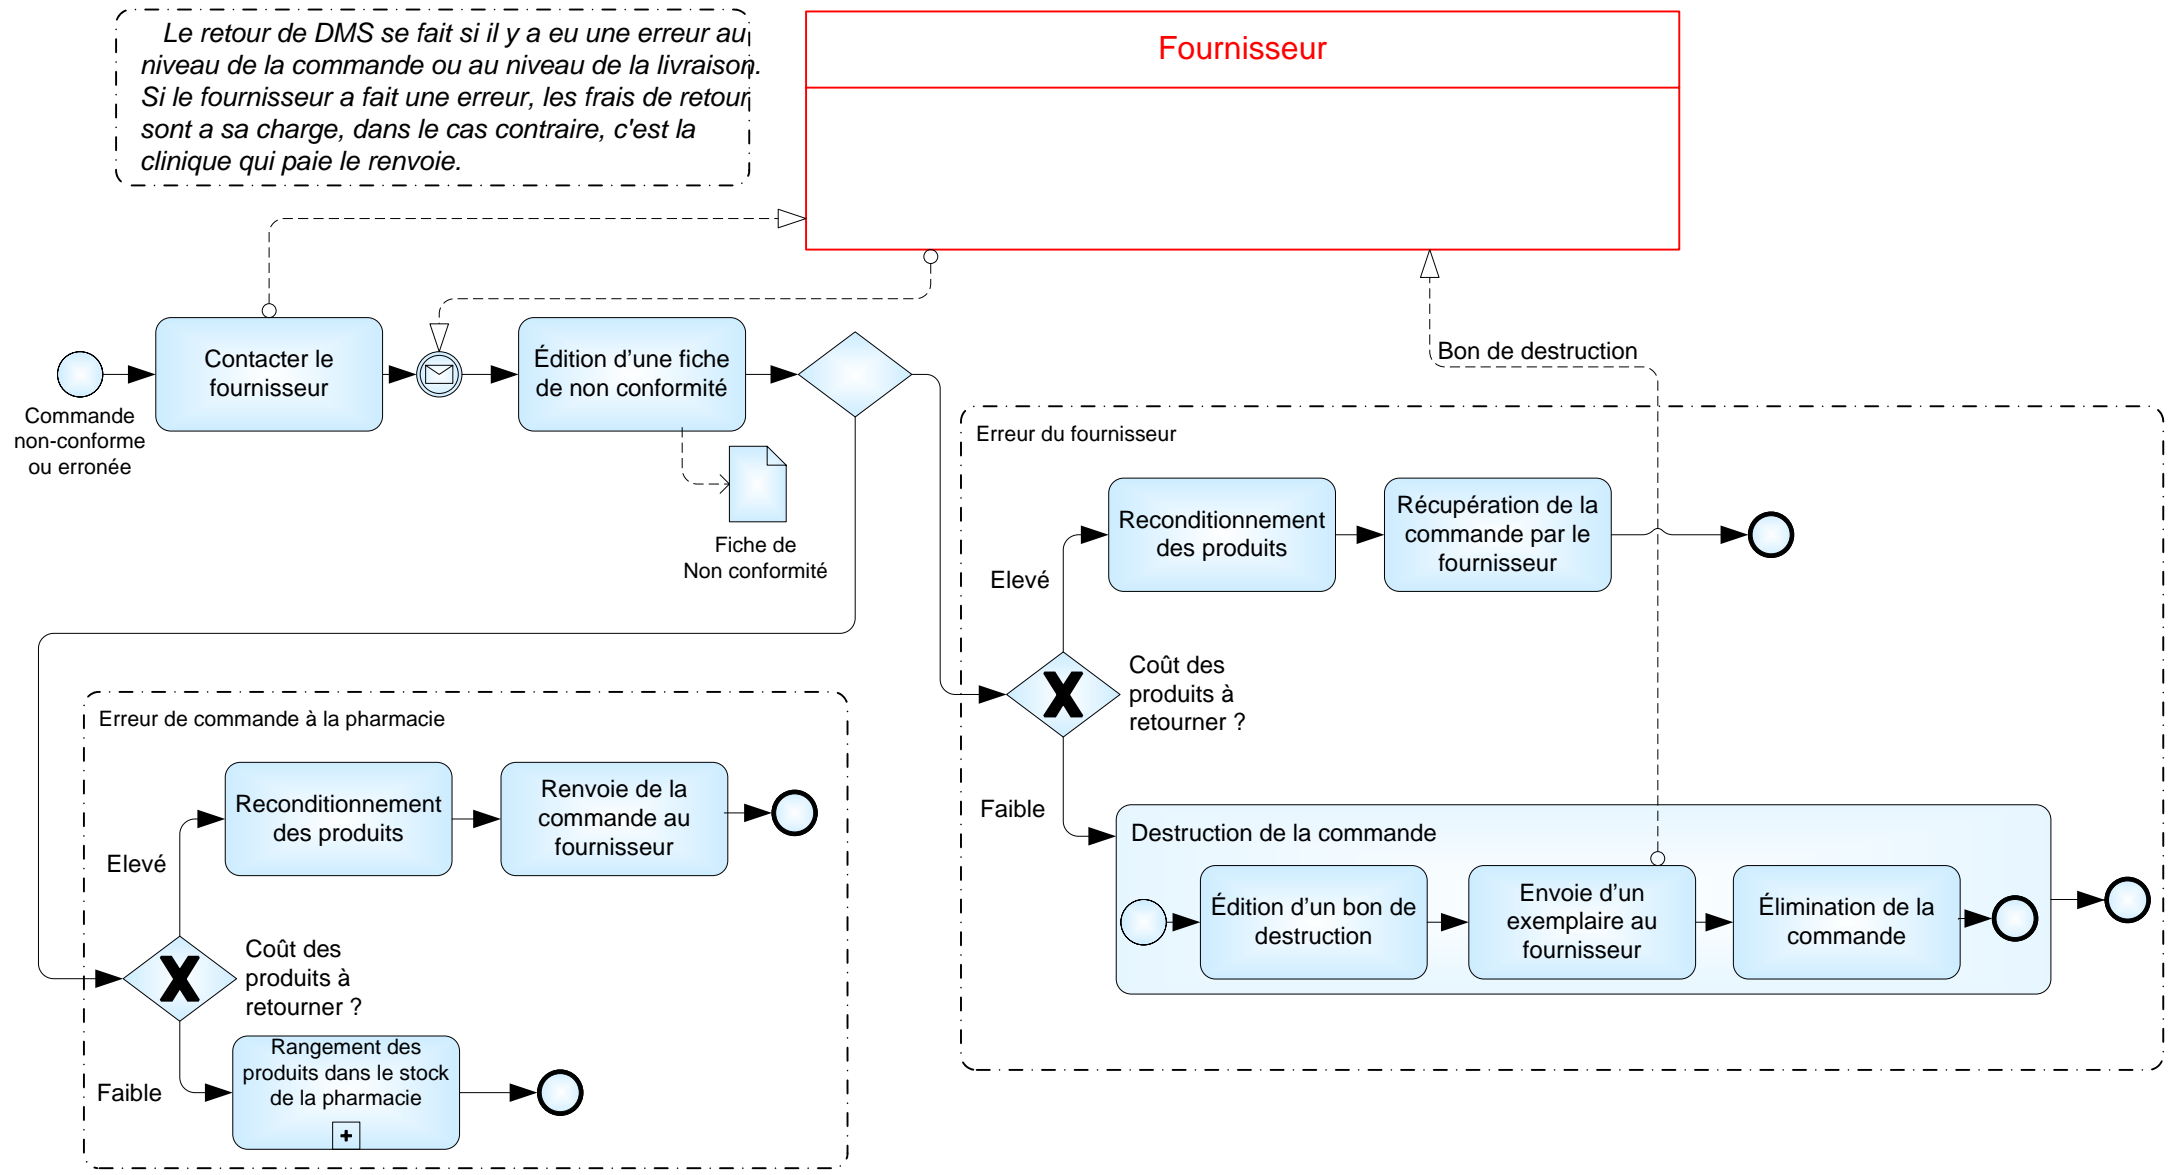 Le retour de DMS se fait si il y a eu une erreur au
niveau de la commande ou au niveau de la livraison.
Si le fournisseur a fait une erreur, les frais de retour
sont a sa charge, dans le cas contraire, c'est la
clinique qui paie le renvoie.
Fournisseur
Contacter le
fournisseur
Édition d’une fiche
de non conformité
Commande
non-conforme
ou erronée
Fiche de
Non conformité
Bon de destruction
Erreur du fournisseur
Reconditionnement
des produits
Récupération de la
commande par le
fournisseur
Elevé
Coût des
produits à
retourner ?
Faible
Destruction de la commande
Édition d’un bon de
destruction
Envoie d’un
exemplaire au
fournisseur
Élimination de la
commande
Erreur de commande à la pharmacie
Reconditionnement
des produits
Renvoie de la
commande au
fournisseur
Elevé
Coût des
produits à
retourner ?
Faible
Rangement des
produits dans le stock
de la pharmacie